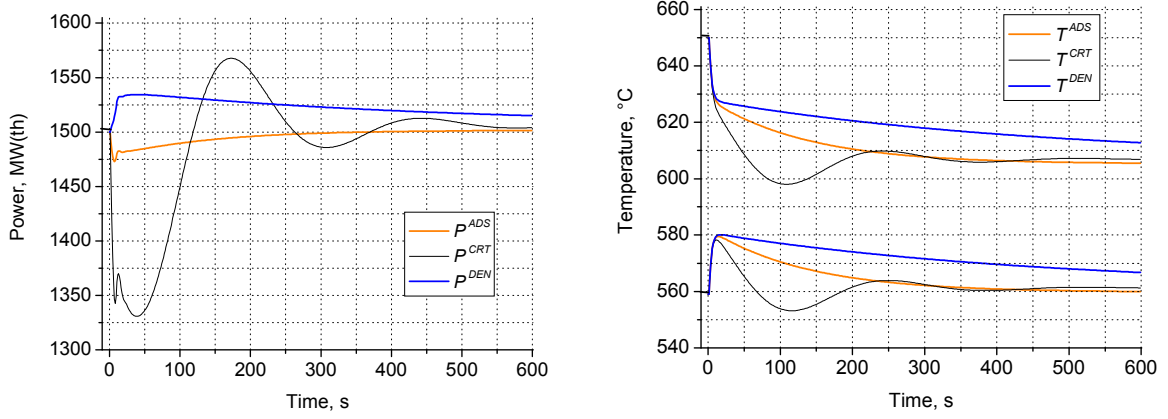 1600
1550
1500
1450
1400
1350
1300
Power, MW(th)
0 100 200 300 400 500 600
Time, s
P^ADS
P^CRT
P^DEN
660
640
620
600
580
560
540
Temperature, °C
0 100 200 300 400 500 600
Time, s
T^ADS
T^CRT
T^DEN